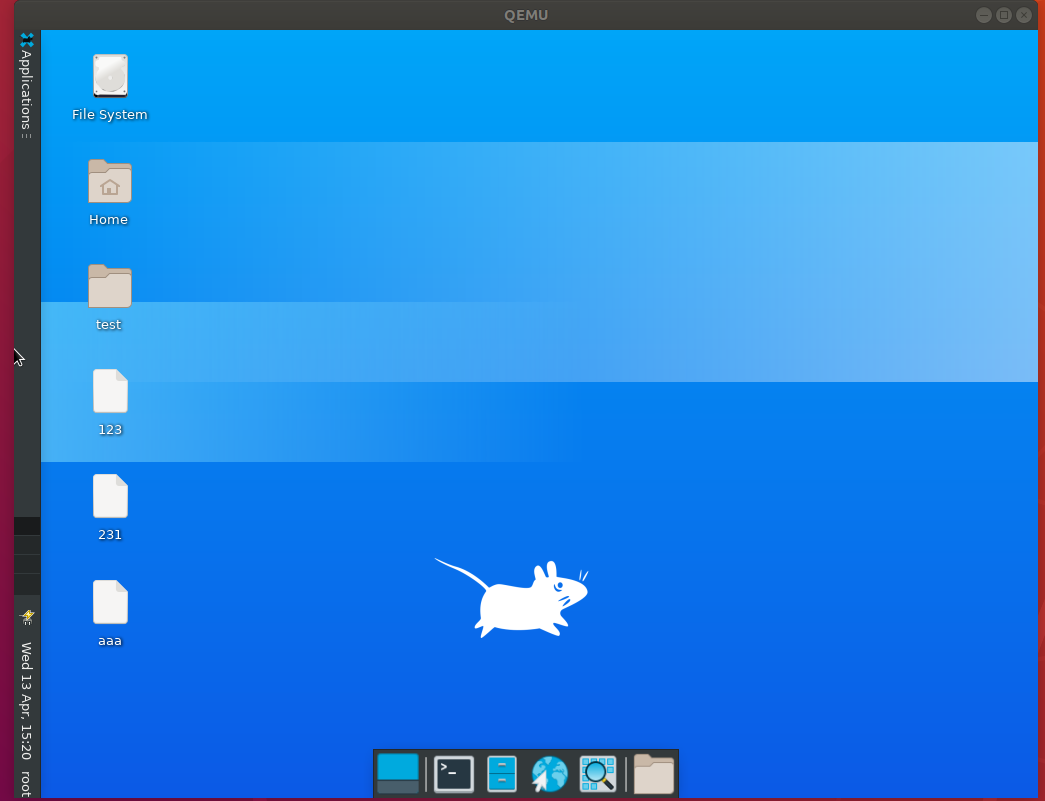 QEMU
Applications
File System
Home
test
123
231
aaa
Wed 13 Apr, 15:20
root
>_